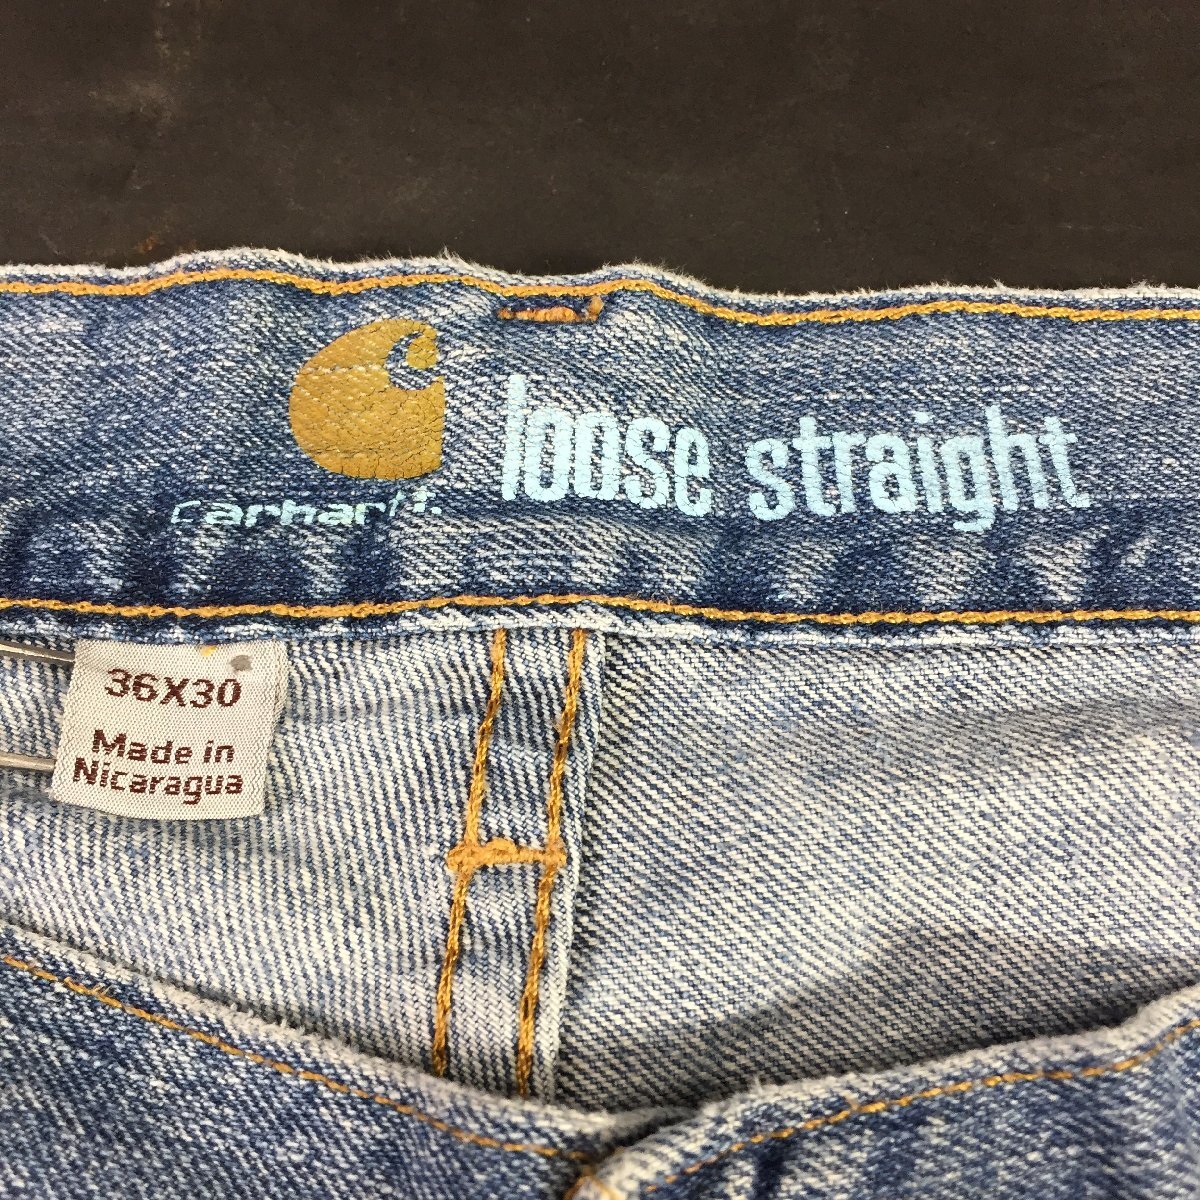 loose straight
carhartt.
36X30
Made in
Nicaragua